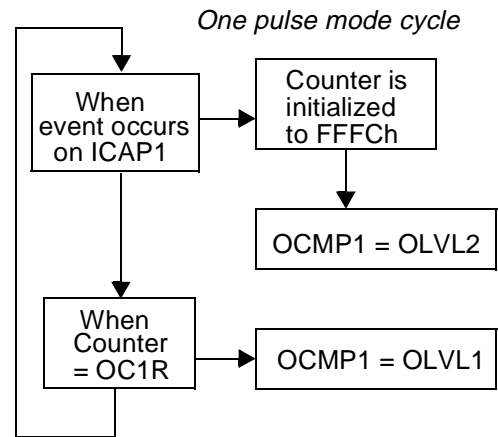 One pulse mode cycle
When
event occurs
on ICAP1
Counter is
initialized
to FFFCh
OCMP1 = OLVL2
When
Counter
= OC1R
OCMP1 = OLVL1